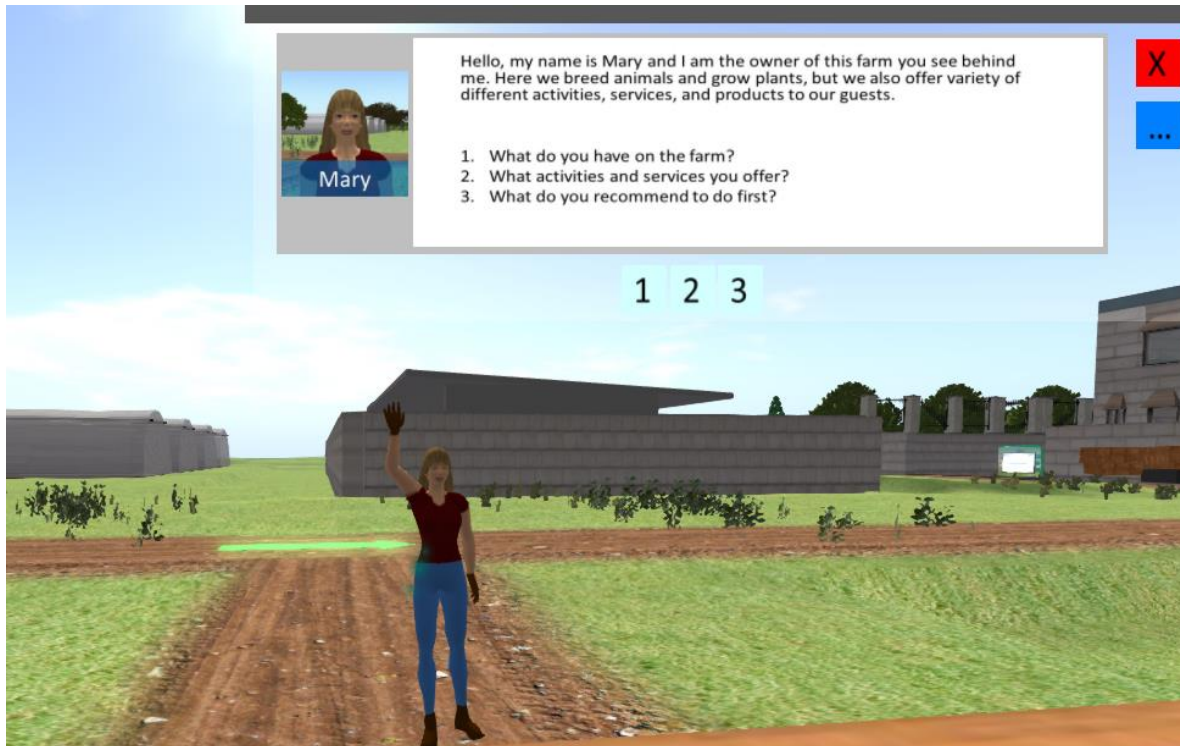 Hello, my name is Mary and I am the owner of this farm you see behind
me. Here we breed animals and grow plants, but we also offer variety of
different activities, services, and products to our guests.
1. What do you have on the farm?
2. What activities and services you offer?
3. What do you recommend to do first?
Mary
X
...
1 2 3